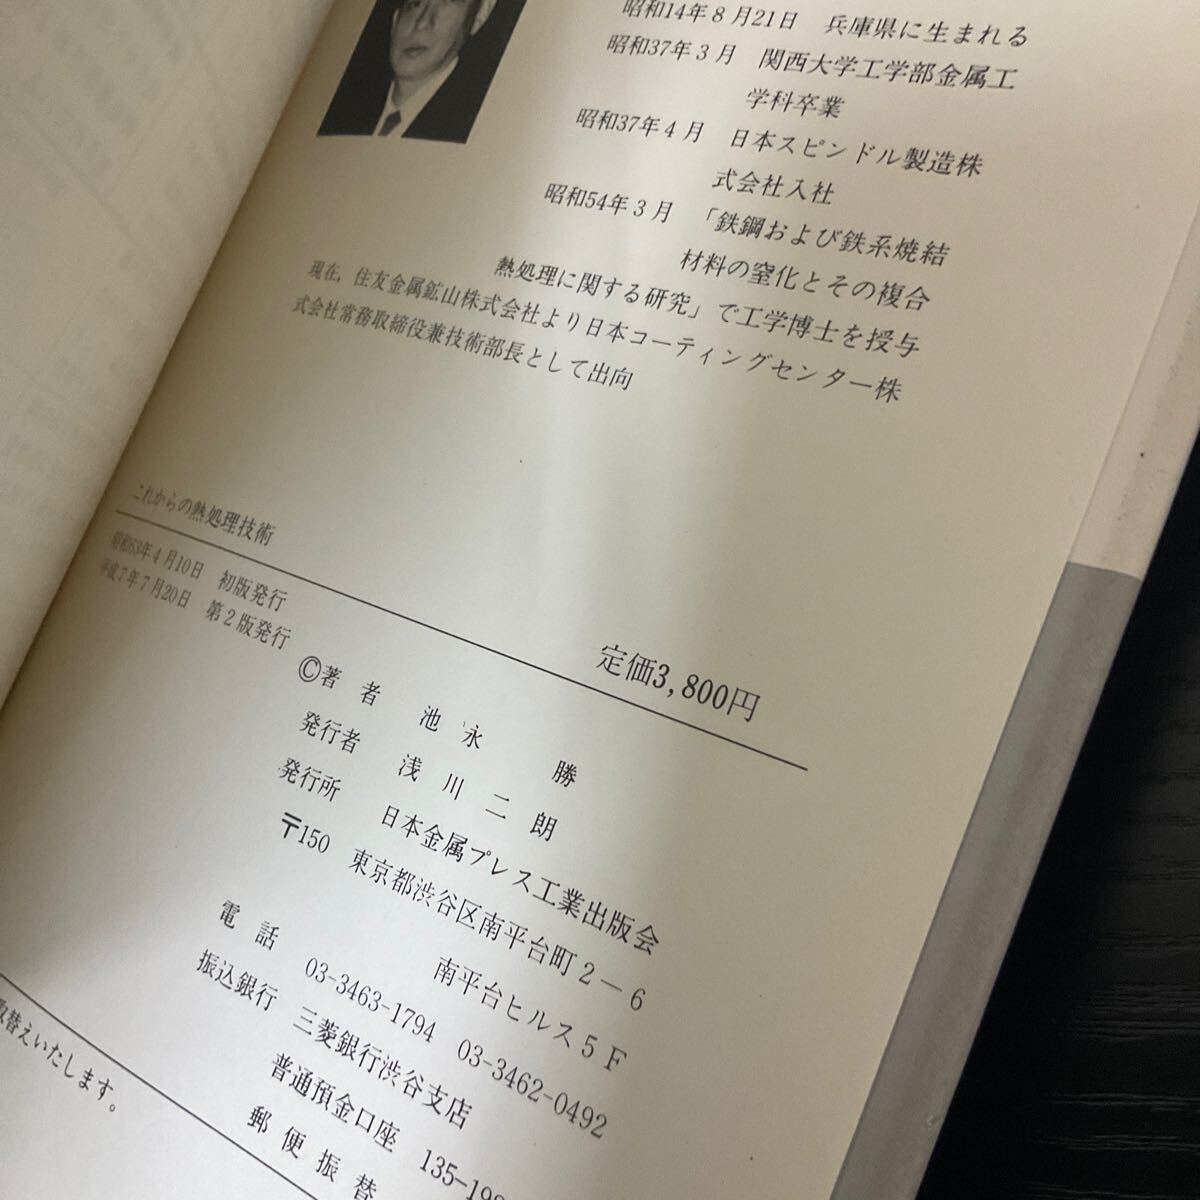 昭和14年8月21日　兵庫県に生まれる
昭和37年3月　関西大学工学部金属工
学科卒業
昭和37年4月　日本スピンドル製造株
式会社入社
昭和54年3月　「鉄鋼および鉄系焼結
材料の窒化とその複合
熱処理に関する研究」で工学博士を授与
現在，住友金属鉱山株式会社より日本コーティングセンター株
式会社常務取締役兼技術部長として出向
これからの熱処理技術
昭和63年4月10日　初版発行
平成7年7月20日　第2版発行
定価3,800円
©著者　池永　勝
発行者　浅川二朗
発行所　日本金属プレス工業出版会
〒150　東京都渋谷区南平台町2－6
南平台ヒルス5F
電話　03-3463-1794　03-3462-0492
振込銀行　三菱銀行渋谷支店
普通預金口座　135-198
郵便振替
取替えいたします。